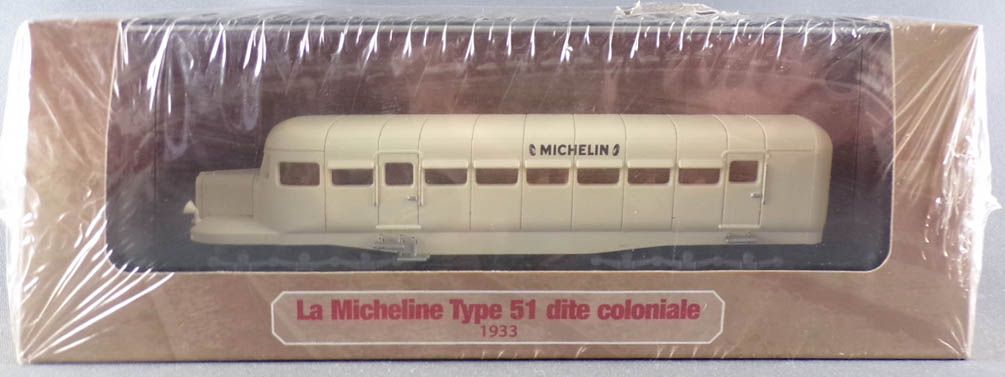 MICHELIN
La Micheline Type 51 dite coloniale
1933